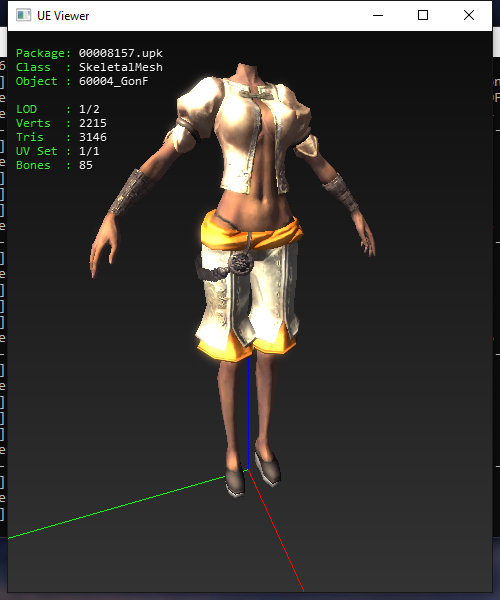 UE Viewer
Package: 00008157.upk
Class : SkeletalMesh
Object : 60004_GonF
LOD : 1/2
Verts : 2215
Tris : 3146
UV Set : 1/1
Bones : 85